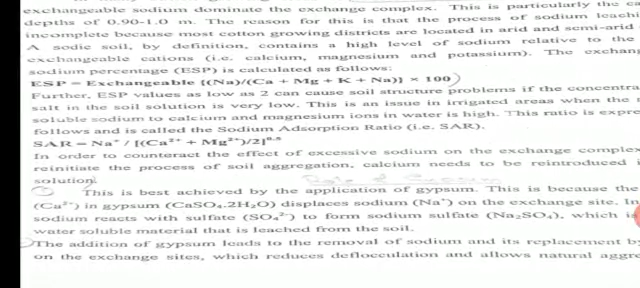 exchangeable sodium dominate the exchange complex. This is particularly the ca
depths of 0.90-1.0 m. The reason for this is that the process of sodium leachi
incomplete because most cotton growing districts are located in arid and semi-arid
A sodic soil, by definition, contains a high level of sodium relative to the
exchangeable cations (i.e. calcium, magnesium and potassium). The exchang
sodium percentage (ESP) is calculated as follows:
ESP = Exchangeable {(Na)/(Ca + Mg + K + Na)} × 100
Further, ESP values as low as 2 can cause soil structure problems if the concentra
salt in the soil solution is very low. This is an issue in irrigated areas when the
soluble sodium to calcium and magnesium ions in water is high. This ratio is expre
follows and is called the Sodium Adsorption Ratio (i.e. SAR).
SAR = Na⁺ / [(Ca²⁺ + Mg²⁺)/2]⁰·⁵
In order to counteract the effect of excessive sodium on the exchange complex
reinitiate the process of soil aggregation, calcium needs to be reintroduced i
solution.
This is best achieved by the application of gypsum. This is because the
(Ca²⁺) in gypsum (CaSO₄.2H₂O) displaces sodium (Na⁺) on the exchange site. In
sodium reacts with sulfate (SO₄²⁻) to form sodium sulfate (Na₂SO₄), which is
water soluble material that is leached from the soil.
The addition of gypsum leads to the removal of sodium and its replacement by
on the exchange sites, which reduces deflocculation and allows natural aggre